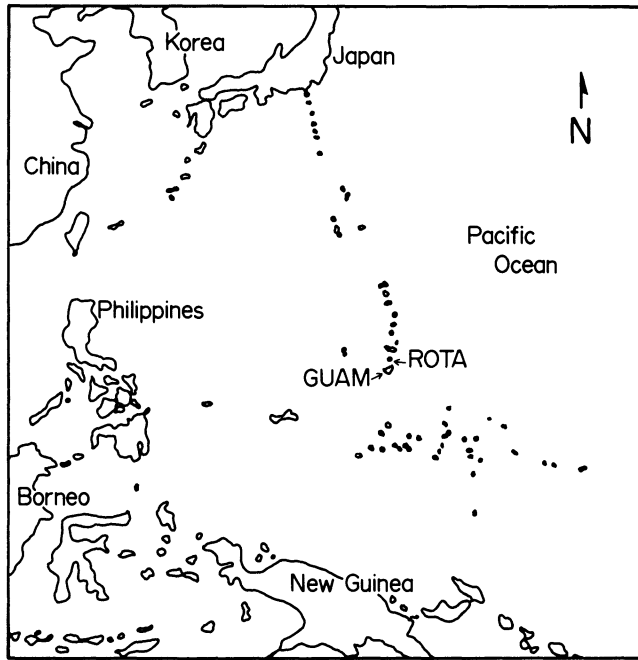 Korea
Japan
N
China
Pacific
Ocean
Philippines
ROTA
GUAM
Borneo
New Guinea